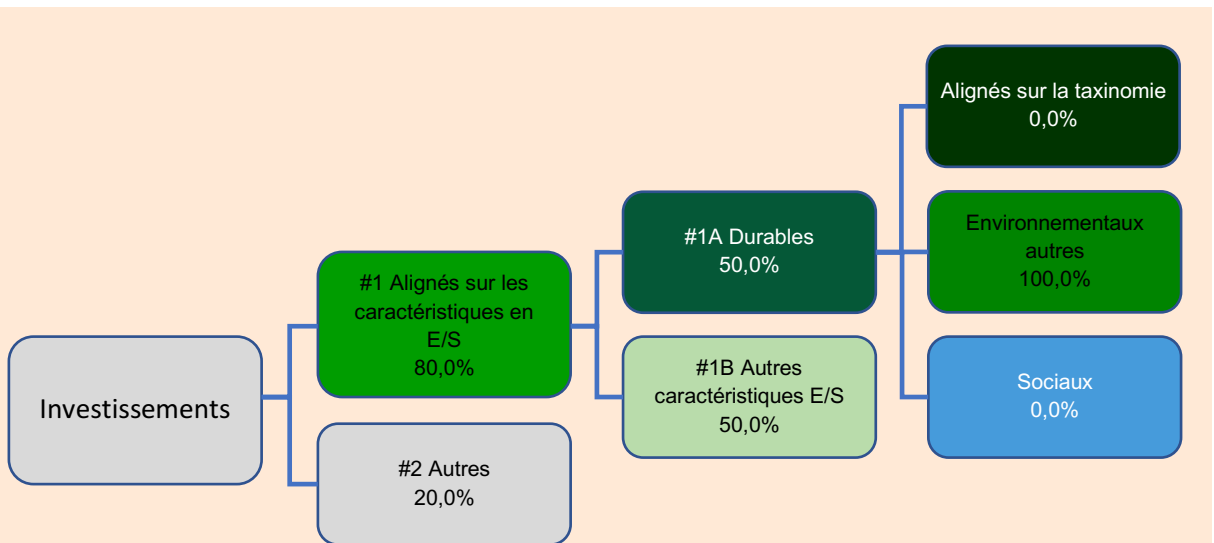 Investissements
#1 Alignés sur les
caractéristiques en
E/S
80,0%
#2 Autres
20,0%
#1A Durables
50,0%
#1B Autres
caractéristiques E/S
50,0%
Alignés sur la taxinomie
0,0%
Environnementaux
autres
100,0%
Sociaux
0,0%